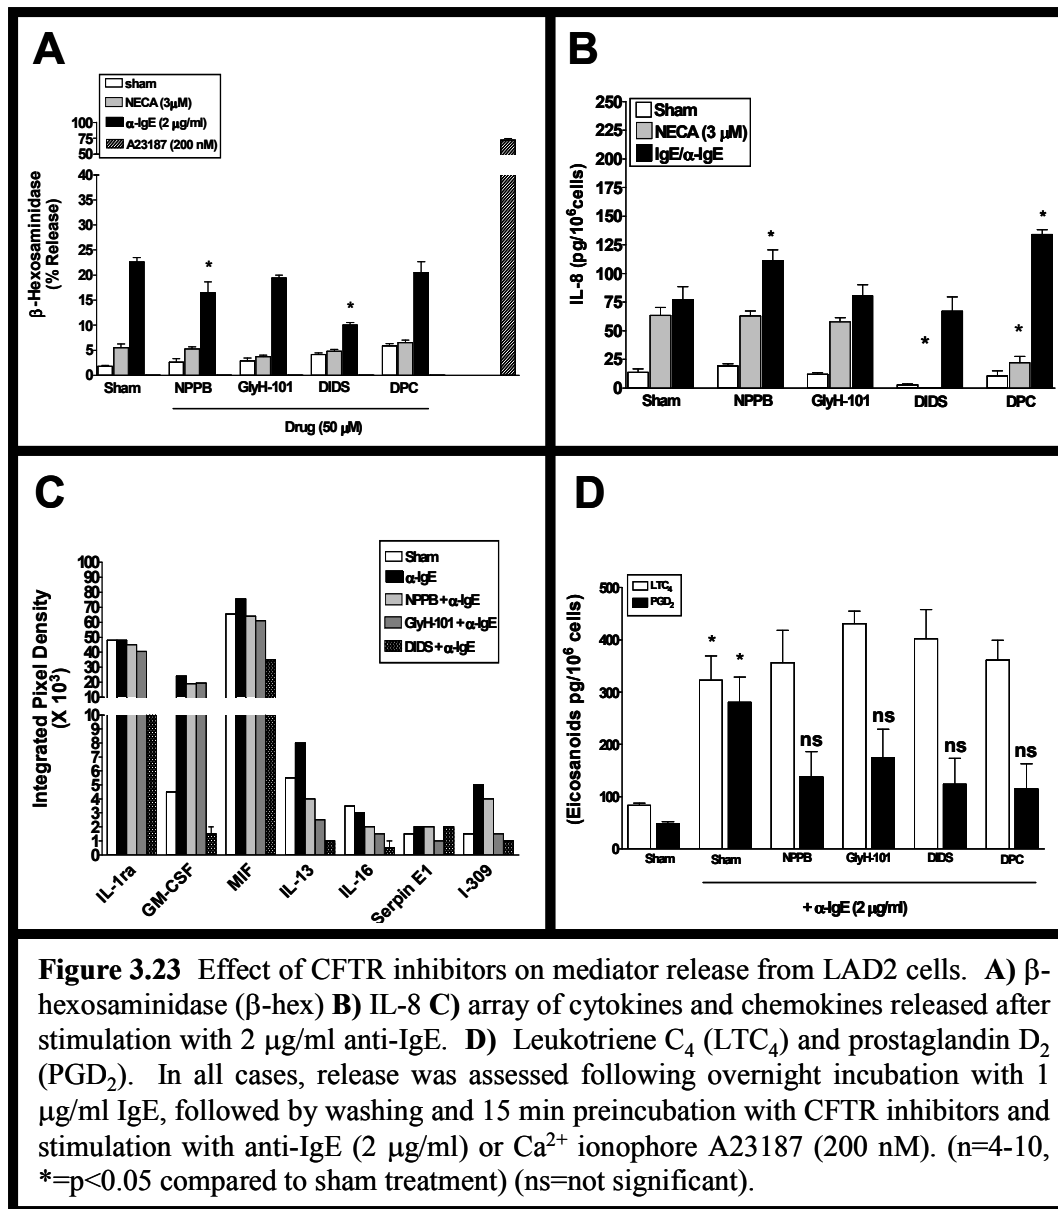 A
sham
NECA (3μM)
α-IgE (2 μg/ml)
A23187 (200 nM)
β-Hexosaminidase
(% Release)
100
75
50
40
35
30
25
20
15
10
5
0
*
*
Sham NPPB GlyH-101 DIDS DPC
Drug (50 μM)
B
Sham
NECA (3 μM)
IgE/α-IgE
IL-8 (pg/10⁶cells)
250
225
200
175
150
125
100
75
50
25
0
*
*
*
*
Sham NPPB GlyH-101 DIDS DPC
C
Sham
α-IgE
NPPB + α-IgE
GlyH-101 + α-IgE
DIDS + α-IgE
Integrated Pixel Density
(X 10³)
100
90
80
70
60
50
40
30
20
10
10
9
8
7
6
5
4
3
2
1
0
IL-1ra GM-CSF MIF IL-13 IL-16 Serpin E1 I-309
D
LTC₄
PGD₂
(Eicosanoids pg/10⁶ cells)
500
400
300
200
100
0
* *
ns ns ns ns
Sham Sham NPPB GlyH-101 DIDS DPC
+ α-IgE (2 μg/ml)
Figure 3.23 Effect of CFTR inhibitors on mediator release from LAD2 cells. A) β-
hexosaminidase (β-hex) B) IL-8 C) array of cytokines and chemokines released after
stimulation with 2 μg/ml anti-IgE. D) Leukotriene C₄ (LTC₄) and prostaglandin D₂
(PGD₂). In all cases, release was assessed following overnight incubation with 1
μg/ml IgE, followed by washing and 15 min preincubation with CFTR inhibitors and
stimulation with anti-IgE (2 μg/ml) or Ca²⁺ ionophore A23187 (200 nM). (n=4-10,
*=p<0.05 compared to sham treatment) (ns=not significant).